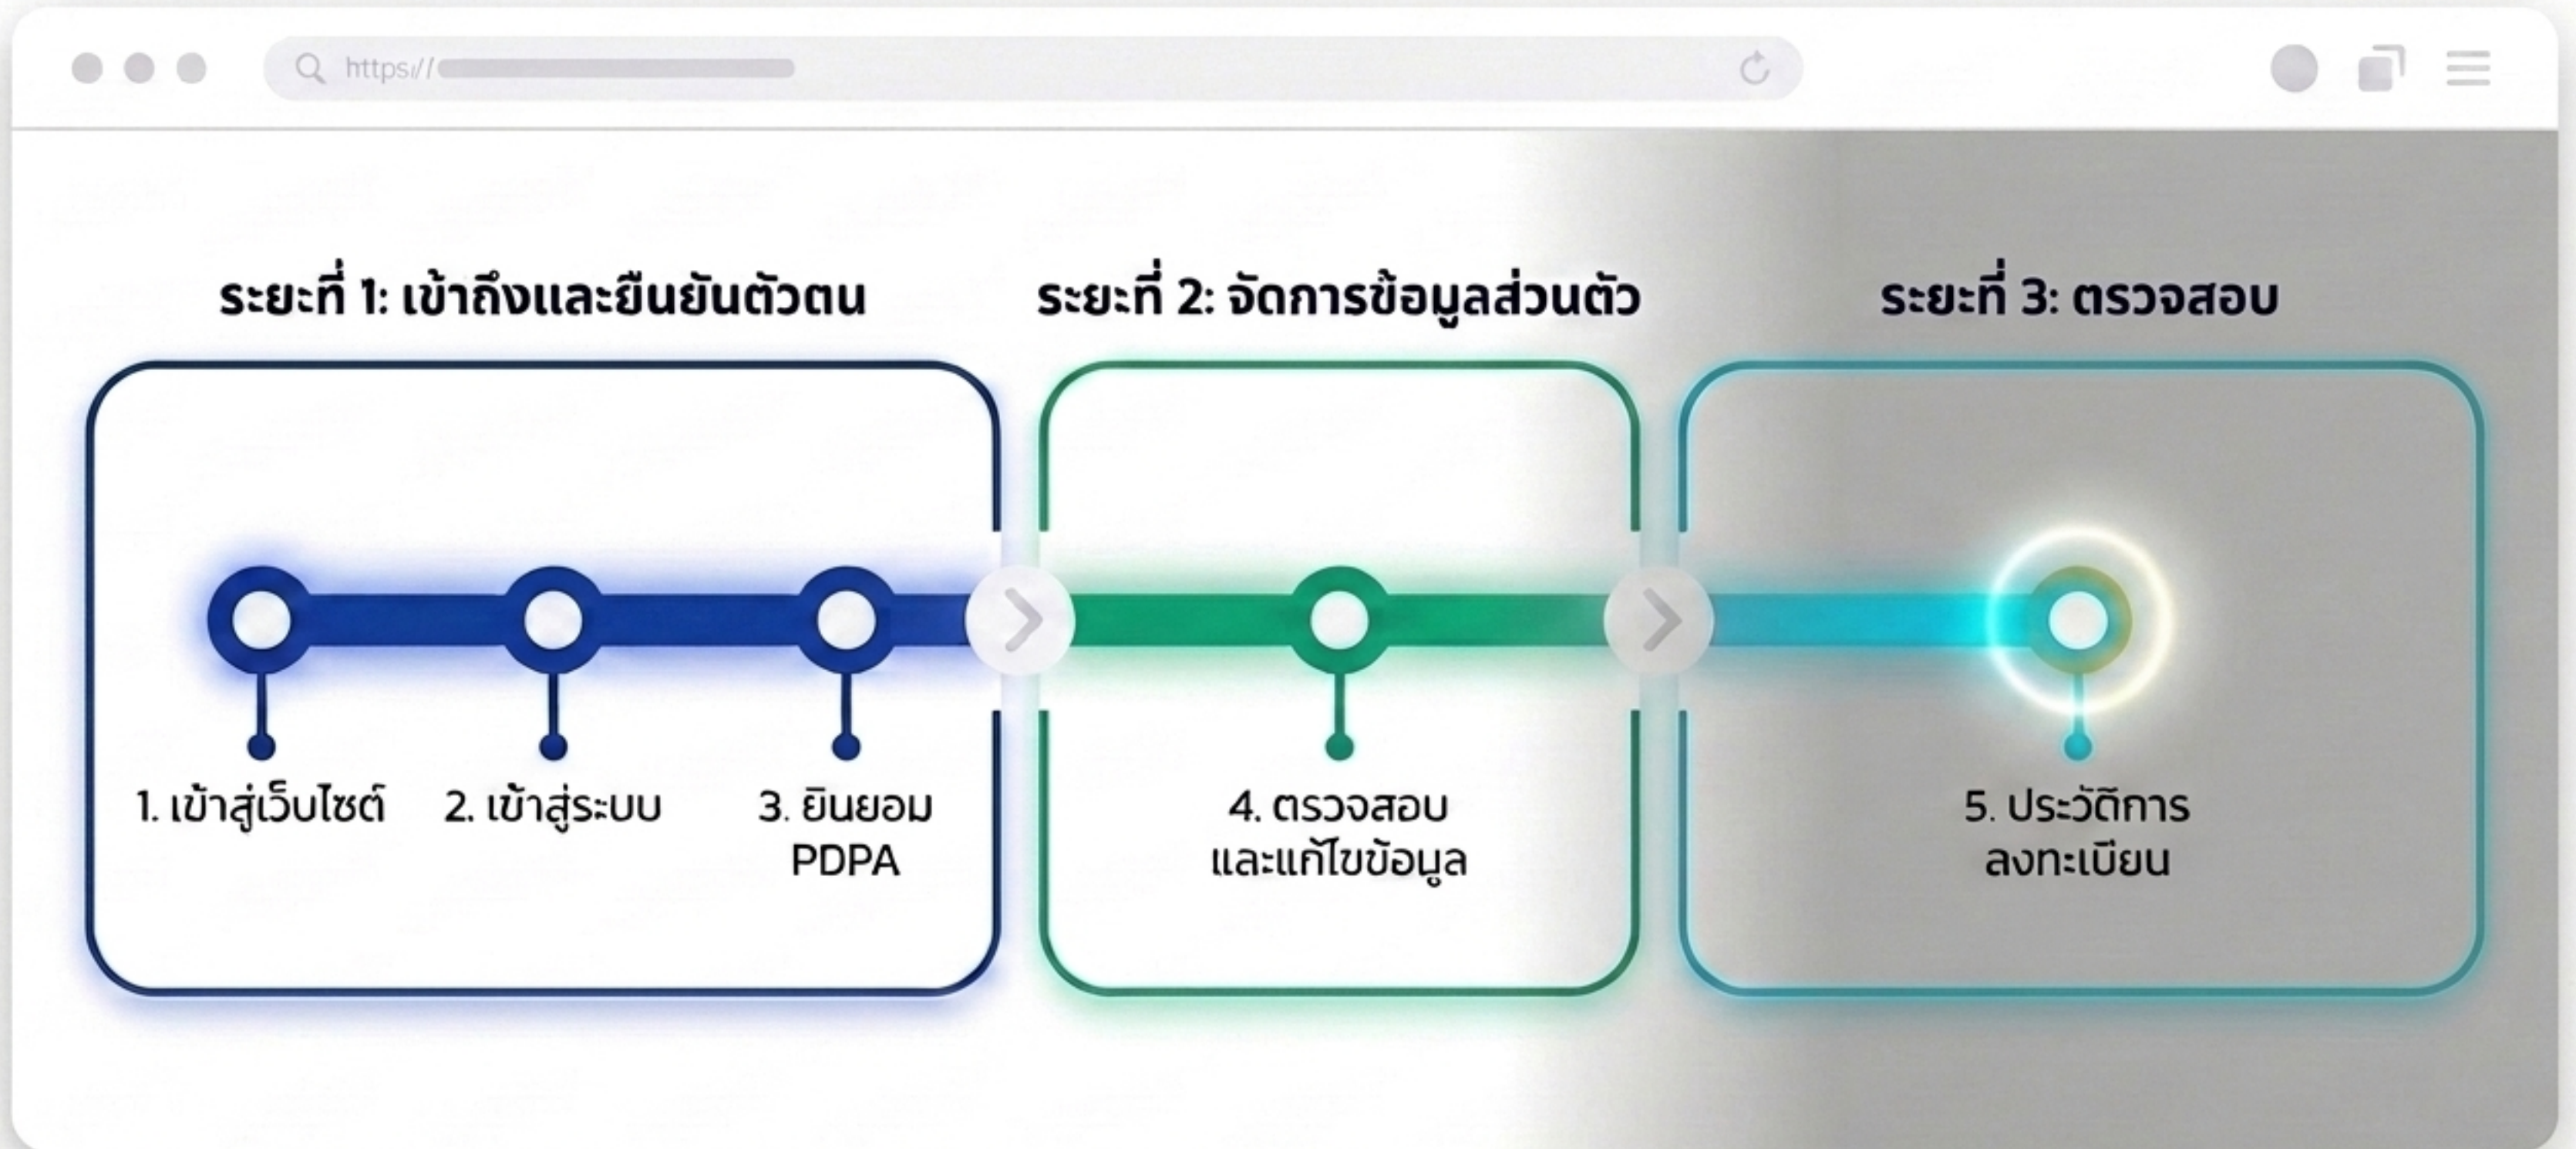 https://
ระยะที่ 1: เข้าถึงและยืนยันตัวตน
ระยะที่ 2: จัดการข้อมูลส่วนตัว
ระยะที่ 3: ตรวจสอบ
1. เข้าสู่เว็บไซต์
2. เข้าสู่ระบบ
3. ยินยอม
PDPA
4. ตรวจสอบ
และแก้ไขข้อมูล
5. ประวัติการ
ลงทะเบียน